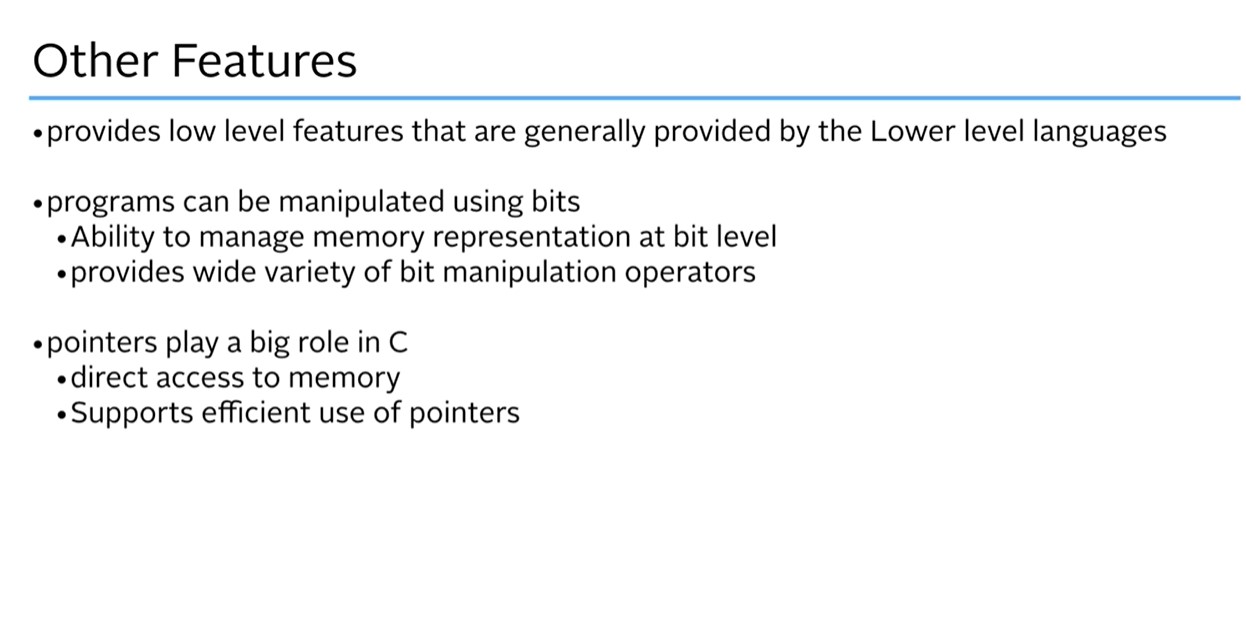 Other Features
•provides low level features that are generally provided by the Lower level languages
•programs can be manipulated using bits
•Ability to manage memory representation at bit level
•provides wide variety of bit manipulation operators
•pointers play a big role in C
•direct access to memory
•Supports efficient use of pointers